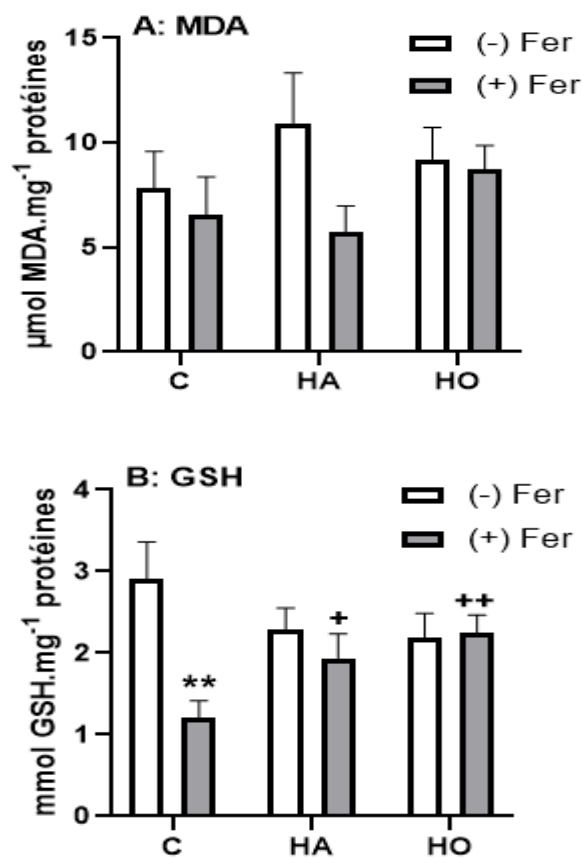 A: MDA
(-) Fer
(+) Fer
µmol MDA.mg⁻¹ protéines
15
10
5
0
C HA HO
B: GSH
(-) Fer
(+) Fer
mmol GSH.mg⁻¹ protéines
4
3
2
1
0
**
+
++
C HA HO